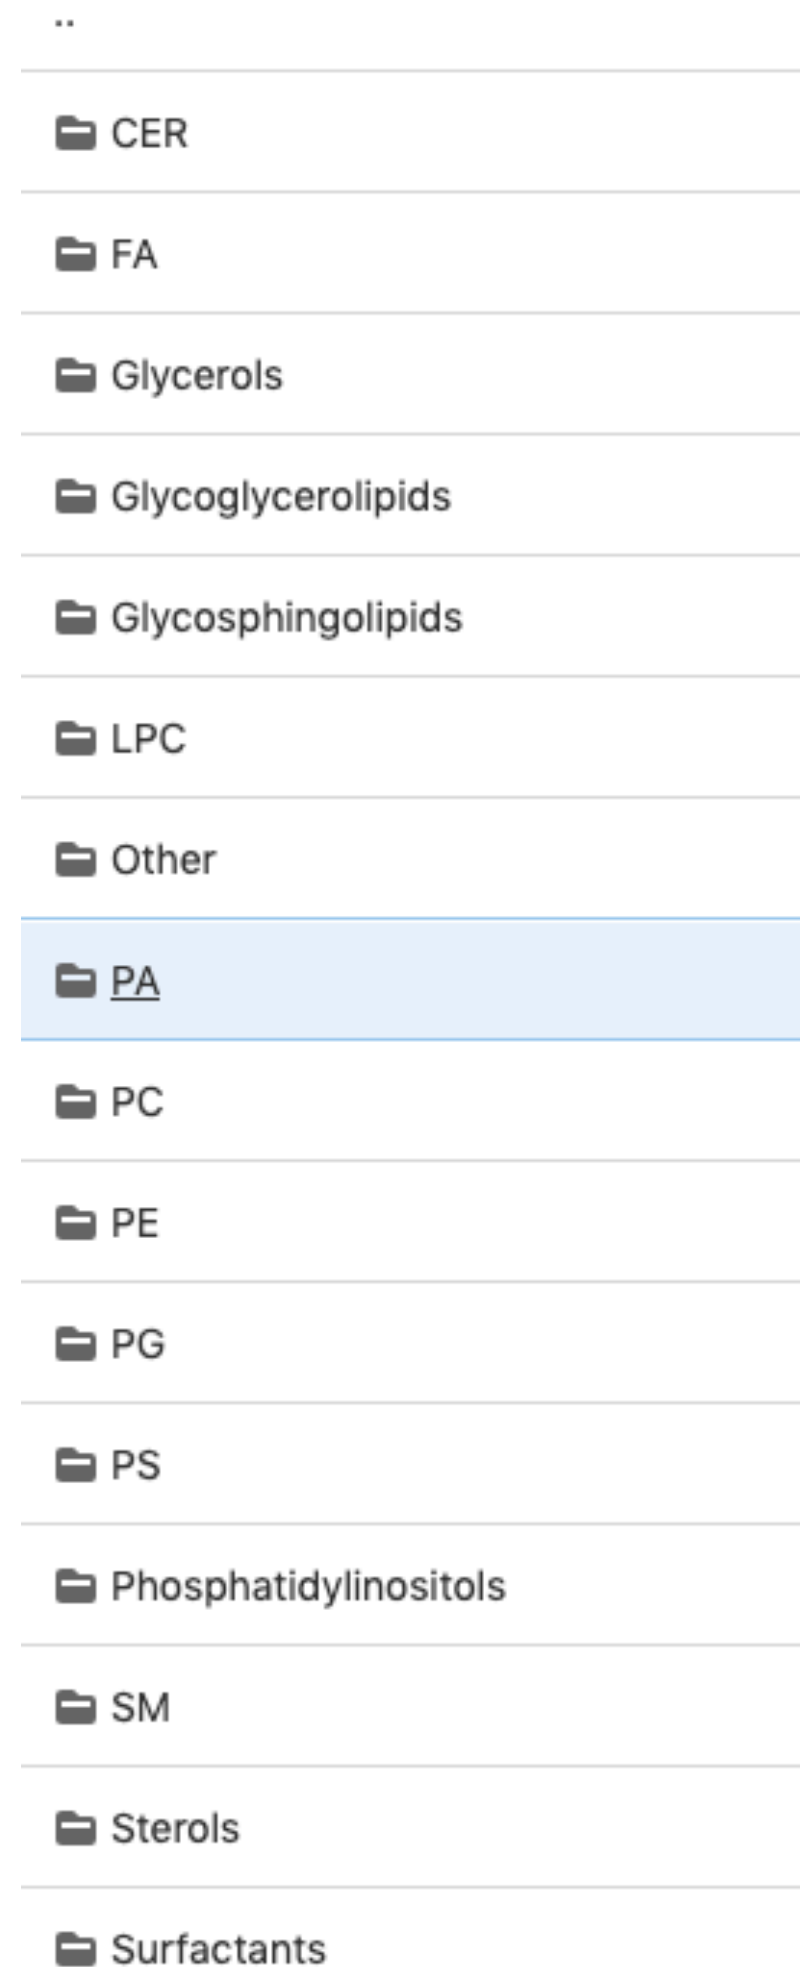 ..
CER
FA
Glycerols
Glycoglycerolipids
Glycosphingolipids
LPC
Other
PA
PC
PE
PG
PS
Phosphatidylinositols
SM
Sterols
Surfactants